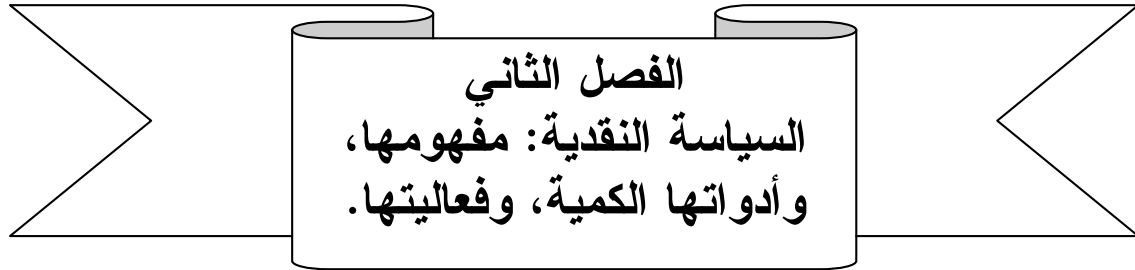 الفصل الثاني
السياسة النقدية: مفهومها،
وأدواتها الكمية، وفعاليتها.